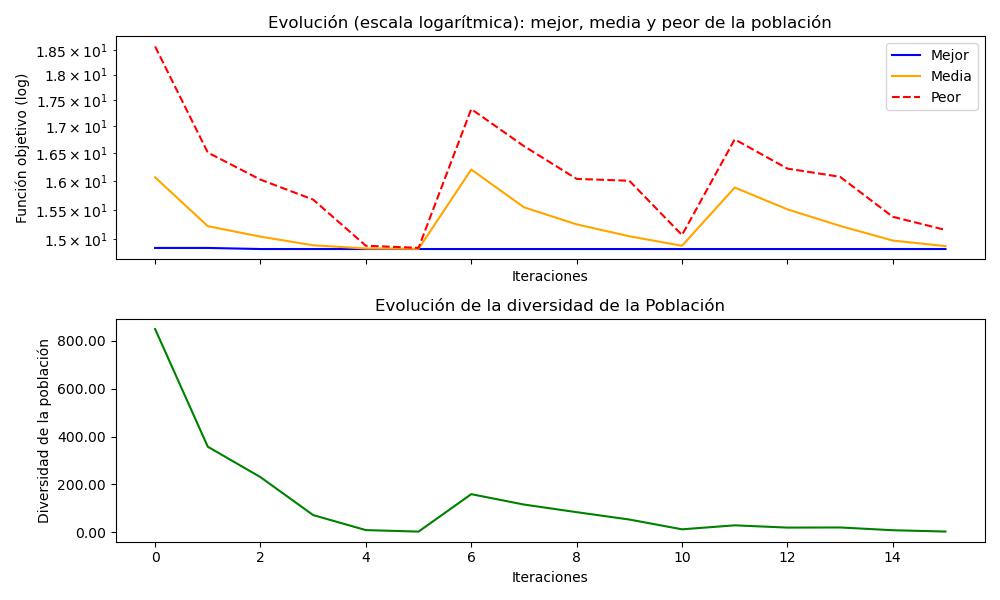 Evolución (escala logarítmica): mejor, media y peor de la población
Función objetivo (log)
1.85 × 10¹
1.8 × 10¹
1.75 × 10¹
1.7 × 10¹
1.65 × 10¹
1.6 × 10¹
1.55 × 10¹
1.5 × 10¹
Mejor
Media
Peor
Iteraciones
Evolución de la diversidad de la Población
Diversidad de la población
800.00
600.00
400.00
200.00
0.00
0 2 4 6 8 10 12 14
Iteraciones